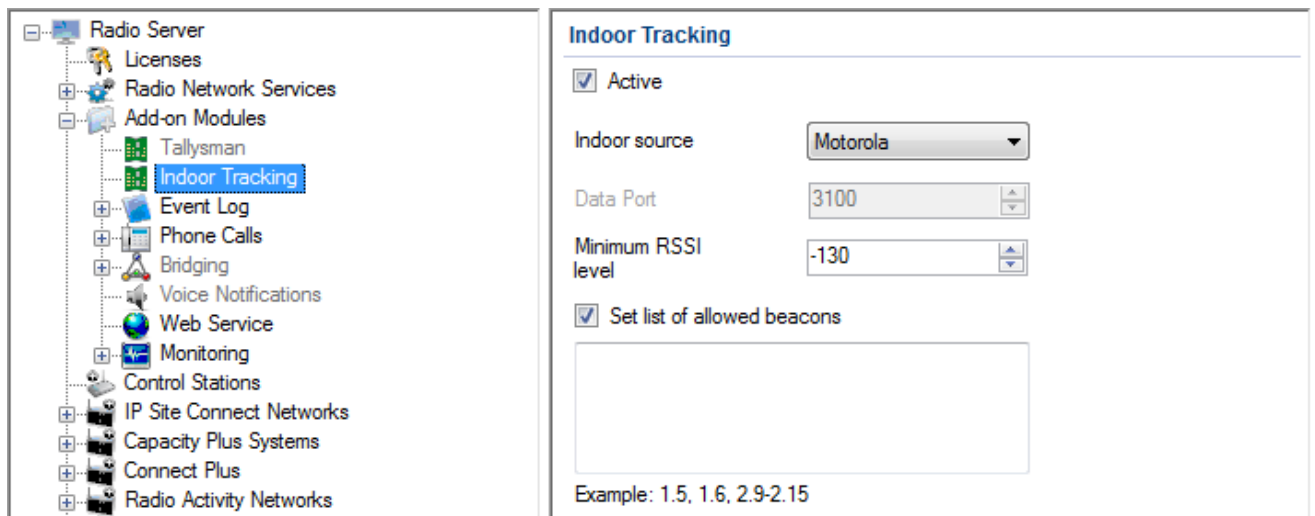 Radio Server
Licenses
Radio Network Services
Add-on Modules
Tallysman
Indoor Tracking
Event Log
Phone Calls
Bridging
Voice Notifications
Web Service
Monitoring
Control Stations
IP Site Connect Networks
Capacity Plus Systems
Connect Plus
Radio Activity Networks
Indoor Tracking
Active
Indoor source Motorola
Data Port 3100
Minimum RSSI
level -130
Set list of allowed beacons
Example: 1.5, 1.6, 2.9-2.15